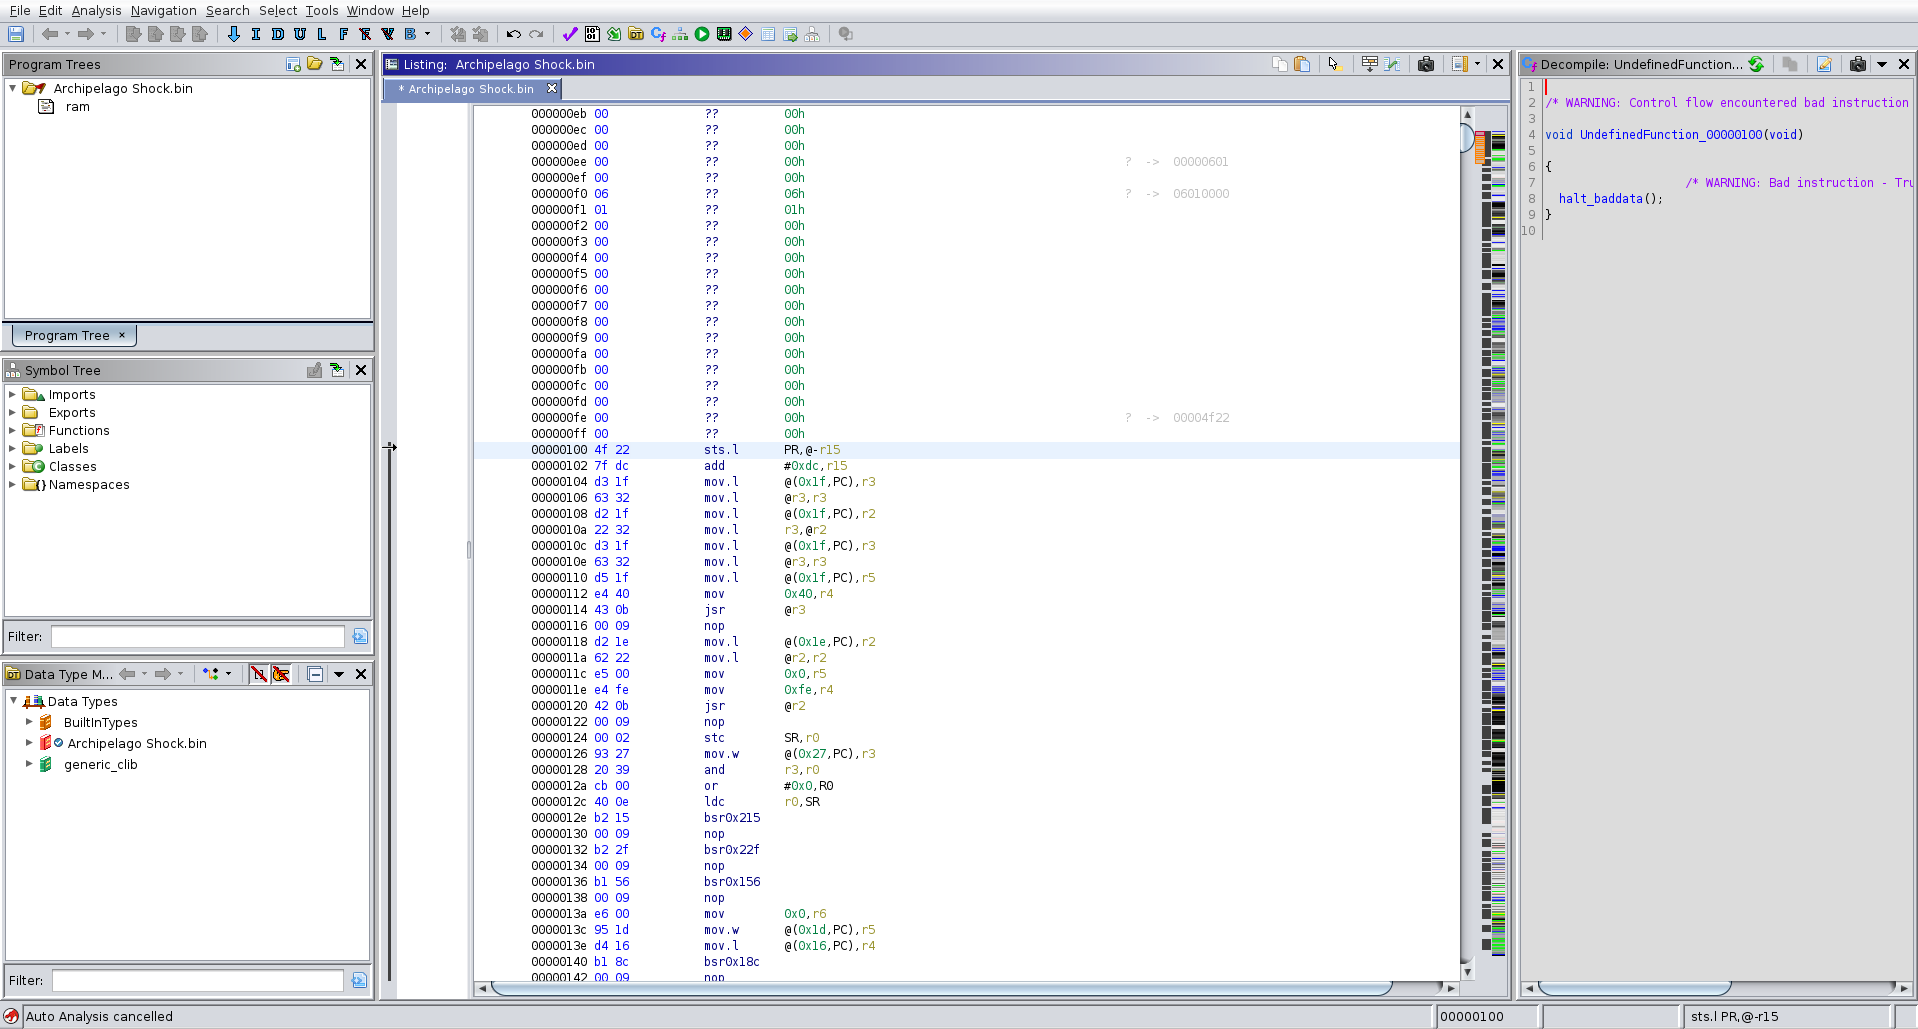 File Edit Analysis Navigation Search Select Tools Window Help
I D U L F B
Program Trees
Archipelago Shock.bin
ram
Program Tree ×
Symbol Tree
Imports
Exports
Functions
Labels
Classes
Namespaces
Filter:
Data Type M...
Data Types
BuiltInTypes
Archipelago Shock.bin
generic_clib
Filter:
Listing: Archipelago Shock.bin
* Archipelago Shock.bin
000000eb 00 ?? 00h
000000ec 00 ?? 00h
000000ed 00 ?? 00h
000000ee 00 ?? 00h ? -> 00000601
000000ef 00 ?? 00h
000000f0 06 ?? 06h ? -> 06010000
000000f1 01 ?? 01h
000000f2 00 ?? 00h
000000f3 00 ?? 00h
000000f4 00 ?? 00h
000000f5 00 ?? 00h
000000f6 00 ?? 00h
000000f7 00 ?? 00h
000000f8 00 ?? 00h
000000f9 00 ?? 00h
000000fa 00 ?? 00h
000000fb 00 ?? 00h
000000fc 00 ?? 00h
000000fd 00 ?? 00h
000000fe 00 ?? 00h ? -> 00004f22
000000ff 00 ?? 00h
00000100 4f 22 sts.l PR,@-r15
00000102 7f dc add #0xdc,r15
00000104 d3 1f mov.l @(0x1f,PC),r3
00000106 63 32 mov.l @r3,r3
00000108 d2 1f mov.l @(0x1f,PC),r2
0000010a 22 32 mov.l r3,@r2
0000010c d3 1f mov.l @(0x1f,PC),r3
0000010e 63 32 mov.l @r3,r3
00000110 d5 1f mov.l @(0x1f,PC),r5
00000112 e4 40 mov 0x40,r4
00000114 43 0b jsr @r3
00000116 00 09 nop
00000118 d2 1e mov.l @(0x1e,PC),r2
0000011a 62 22 mov.l @r2,r2
0000011c e5 00 mov 0x0,r5
0000011e e4 fe mov 0xfe,r4
00000120 42 0b jsr @r2
00000122 00 09 nop
00000124 00 02 stc SR,r0
00000126 93 27 mov.w @(0x27,PC),r3
00000128 20 39 and r3,r0
0000012a cb 00 or #0x0,R0
0000012c 40 0e ldc r0,SR
0000012e b2 15 bsr0x215
00000130 00 09 nop
00000132 b2 2f bsr0x22f
00000134 00 09 nop
00000136 b1 56 bsr0x156
00000138 00 09 nop
0000013a e6 00 mov 0x0,r6
0000013c 95 1d mov.w @(0x1d,PC),r5
0000013e d4 16 mov.l @(0x16,PC),r4
00000140 b1 8c bsr0x18c
00000142 00 09 nop
Decompile: UndefinedFunction...
1
2 /* WARNING: Control flow encountered bad instruction
3
4 void UndefinedFunction_00000100(void)
5
6 {
7 /* WARNING: Bad instruction - Tru
8 halt_baddata();
9 }
10
Auto Analysis cancelled
00000100
sts.l PR,@-r15